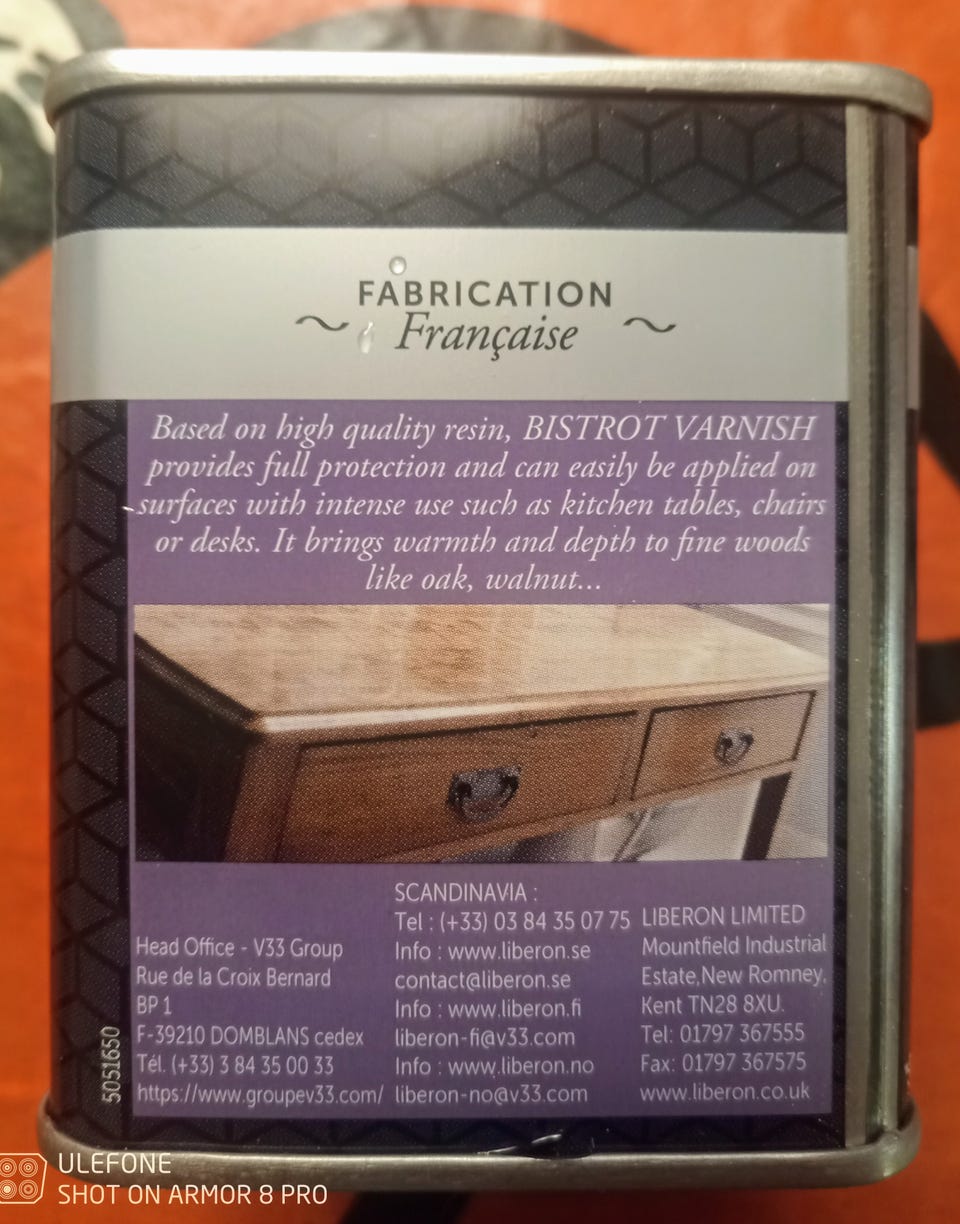 FABRICATION
Française
Based on high quality resin, BISTROT VARNISH
provides full protection and can easily be applied on
surfaces with intense use such as kitchen tables, chairs
or desks. It brings warmth and depth to fine woods
like oak, walnut...
Head Office - V33 Group
Rue de la Croix Bernard
BP 1
F-39210 DOMBLANS cedex
Tél. (+33) 3 84 35 00 33
https://www.groupev33.com/
SCANDINAVIA :
Tel : (+33) 03 84 35 07 75
Info : www.liberon.se
contact@liberon.se
Info : www.liberon.fi
liberon-fi@v33.com
Info : www.liberon.no
liberon-no@v33.com
LIBERON LIMITED
Mountfield Industrial
Estate,New Romney,
Kent TN28 8XU.
Tel: 01797 367555
Fax: 01797 367575
www.liberon.co.uk
5051650
ULEFONE
SHOT ON ARMOR 8 PRO